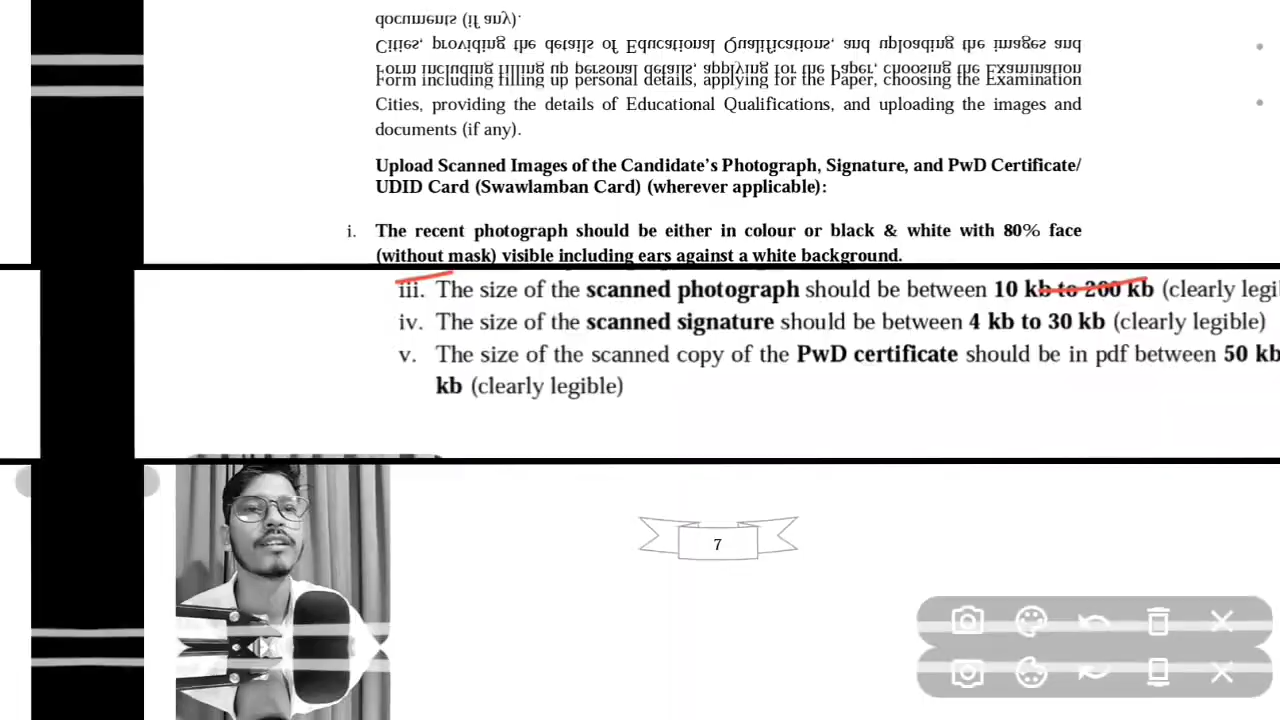 documents (if any).
Cities, providing the details of Educational Qualifications, and uploading the images and
Form including filling up personal details, applying for the Paper, choosing the Examination
Form including filling up personal details, applying for the Paper, choosing the Examination
Cities, providing the details of Educational Qualifications, and uploading the images and
documents (if any).
Upload Scanned Images of the Candidate’s Photograph, Signature, and PwD Certificate/
UDID Card (Swawlamban Card) (wherever applicable):
i. The recent photograph should be either in colour or black & white with 80% face
(without mask) visible including ears against a white background.
iii. The size of the scanned photograph should be between 10 kb to 200 kb (clearly legi
iv. The size of the scanned signature should be between 4 kb to 30 kb (clearly legible)
v. The size of the scanned copy of the PwD certificate should be in pdf between 50 kb
kb (clearly legible)
7